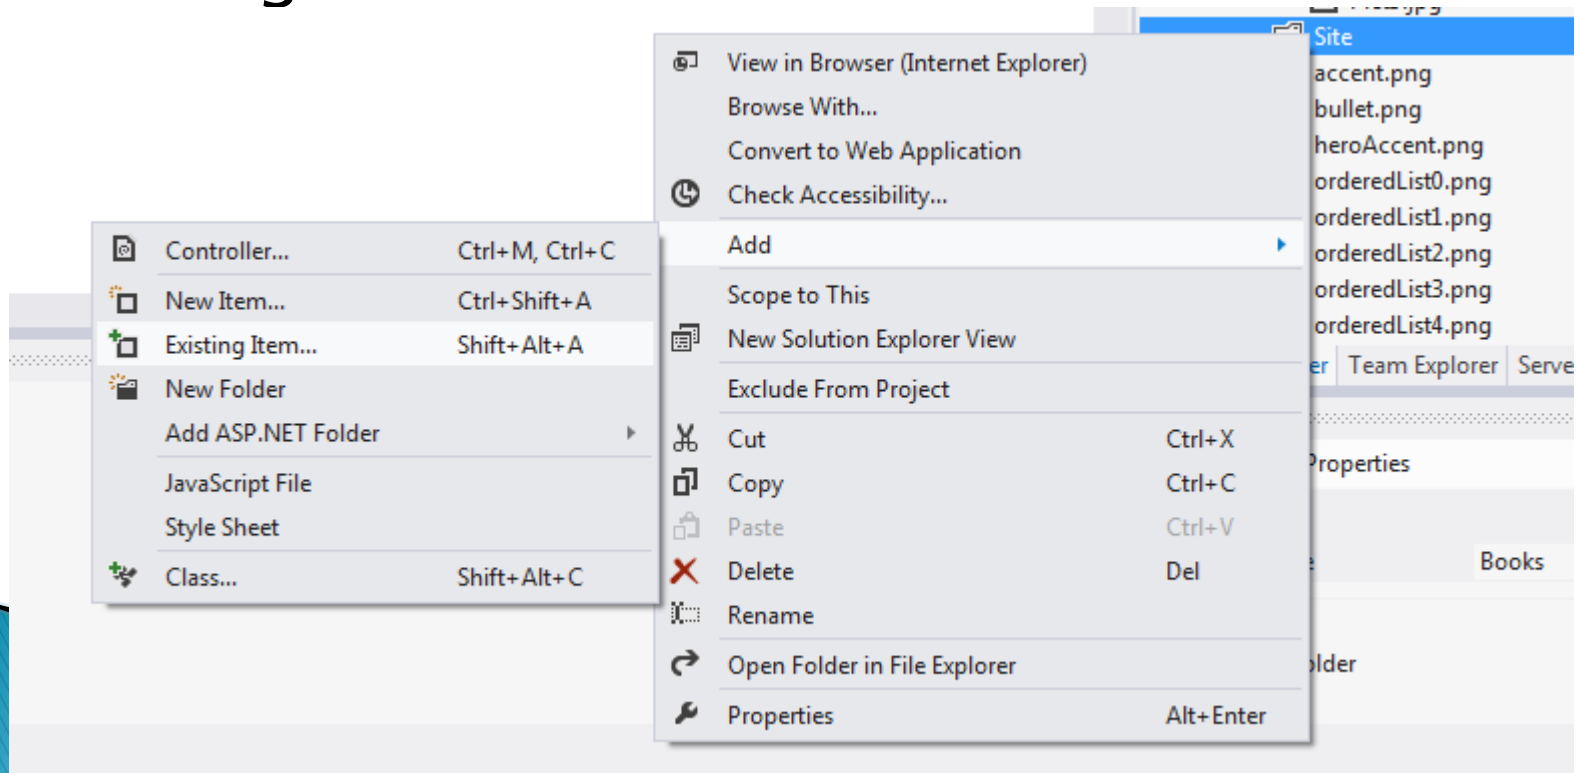 Site
accent.png
bullet.png
heroAccent.png
orderedList0.png
orderedList1.png
orderedList2.png
orderedList3.png
orderedList4.png
View in Browser (Internet Explorer)
Browse With...
Convert to Web Application
Check Accessibility...
Add
Scope to This
New Solution Explorer View
Exclude From Project
Cut Ctrl+X
Copy Ctrl+C
Paste Ctrl+V
Delete Del
Rename
Open Folder in File Explorer
Properties Alt+Enter
Controller... Ctrl+M, Ctrl+C
New Item... Ctrl+Shift+A
Existing Item... Shift+Alt+A
New Folder
Add ASP.NET Folder
JavaScript File
Style Sheet
Class... Shift+Alt+C
er Team Explorer Serve
Properties
Books
older